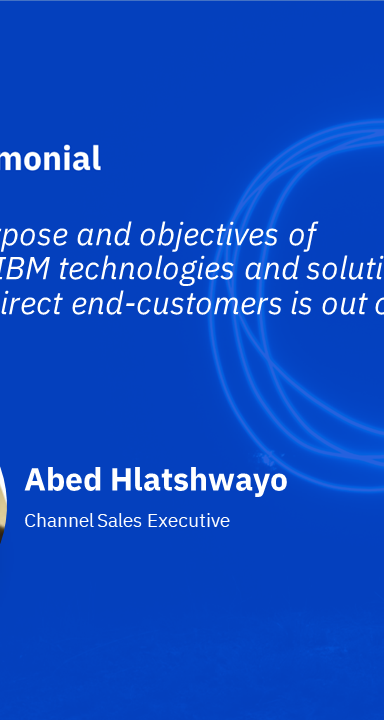 monial
pose and objectives of
IBM technologies and soluti
irect end-customers is out
Abed Hlatshwayo
Channel Sales Executive